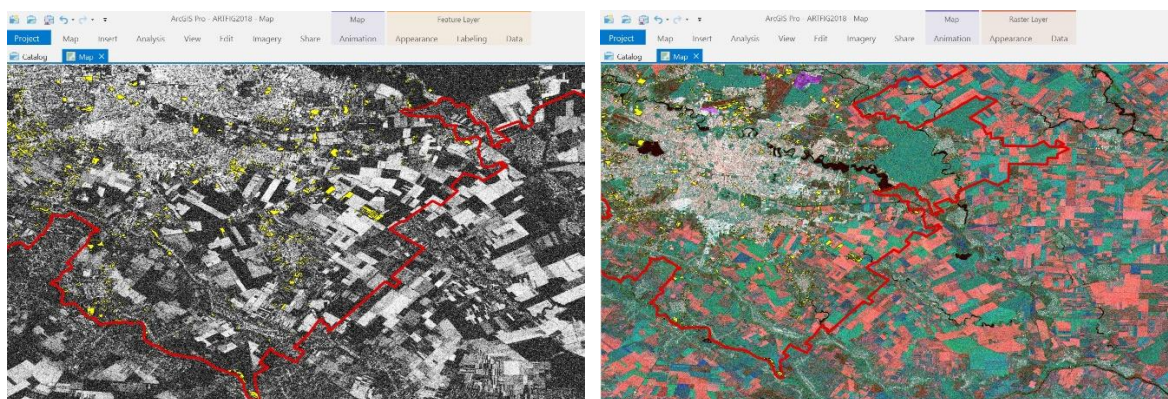 ArcGIS Pro - ARTFIG2018 - Map Map Feature Layer
Project Map Insert Analysis View Edit Imagery Share Animation Appearance Labeling Data
Catalog Map
ArcGIS Pro - ARTFIG2018 - Map Map Raster Layer
Project Map Insert Analysis View Edit Imagery Share Animation Appearance Data
Catalog Map